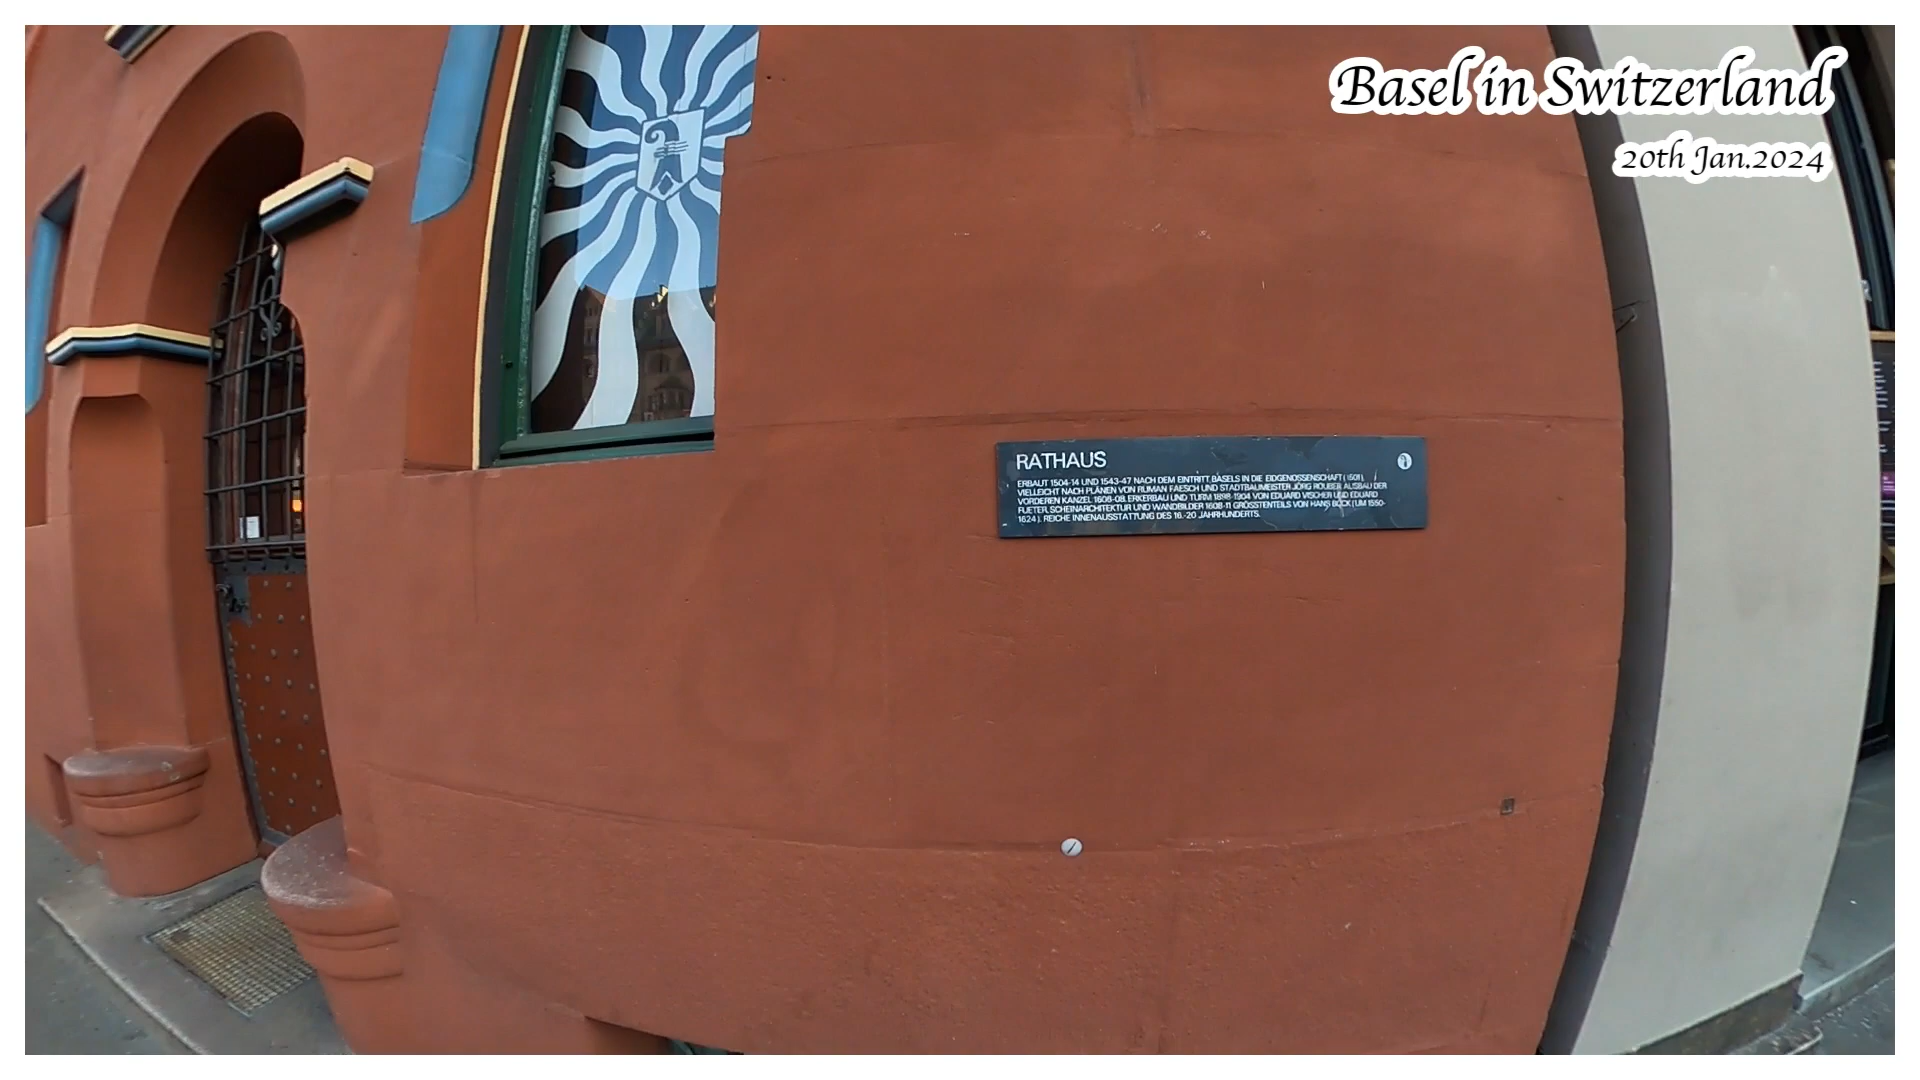 Basel in Switzerland
20th Jan.2024
RATHAUS
ERBAUT 1504-14 UND 1543-47 NACH DEM EINTRITT BASELS IN DIE EIDGENOSSENSCHAFT (1501),
VIELLEICHT NACH PLÄNEN VON RUMAN FAESCH UND STADTBAUMEISTER JÖRG ROUBER. AUSBAU DER
VORDEREN KANZEL 1606-08. ERKERBAU UND TURM 1898-1904 VON EDUARD VISCHER UND EDUARD
FUETER. SCHEINARCHITEKTUR UND WANDBILDER 1608-11 GRÖSSTENTEILS VON HANS BOCK (UM 1550-
1624). REICHE INNENAUSSTATTUNG DES 16.-20 JAHRHUNDERTS.